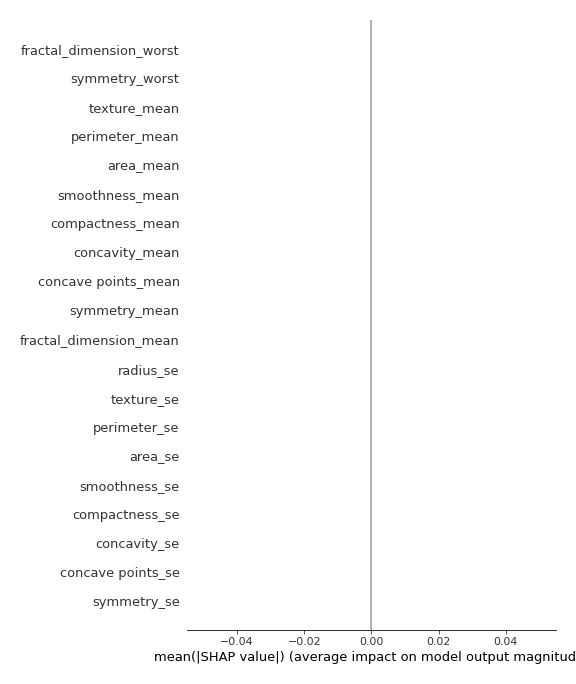 fractal_dimension_worst
symmetry_worst
texture_mean
perimeter_mean
area_mean
smoothness_mean
compactness_mean
concavity_mean
concave points_mean
symmetry_mean
fractal_dimension_mean
radius_se
texture_se
perimeter_se
area_se
smoothness_se
compactness_se
concavity_se
concave points_se
symmetry_se
−0.04 −0.02 0.00 0.02 0.04
mean(|SHAP value|) (average impact on model output magnitud